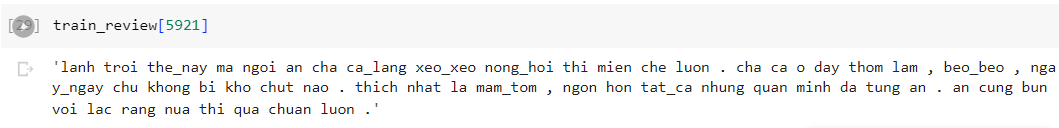 [29] train_review[5921]
'lanh troi the_nay ma ngoi an cha ca_lang xeo_xeo nong_hoi thi mien che luon . cha ca o day thom lam , beo_beo , nga
y_ngay chu khong bi kho chut nao . thich nhat la mam_tom , ngon hon tat_ca nhung quan minh da tung an . an cung bun
voi lac rang nua thi qua chuan luon .'